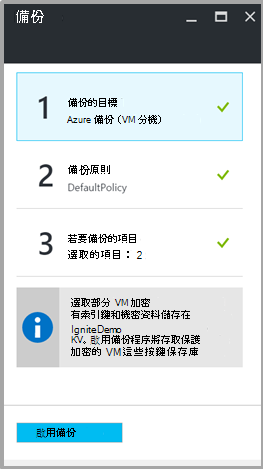 備份
1
備份的目標
Azure 備份 (VM 分機)
2
備份原則
DefaultPolicy
3
若要備份的項目
選取的項目： 2
選取部分 VM 加密
有索引鍵和機密資料儲存在
IgniteDemo
KV。啟用備份程序將存取保護
加密的 VM 這些按鍵保存庫
啟用備份